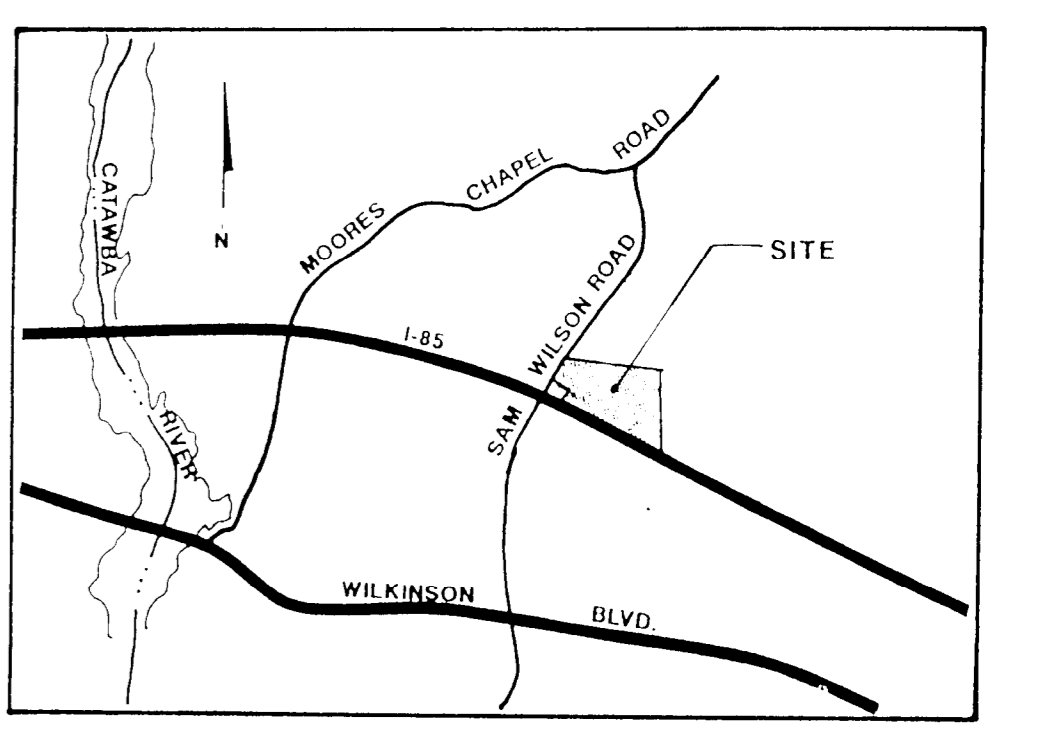 MOORES CHAPEL ROAD
CATAWBA RIVER
N
SITE
SAM WILSON ROAD
I-85
WILKINSON BLVD.